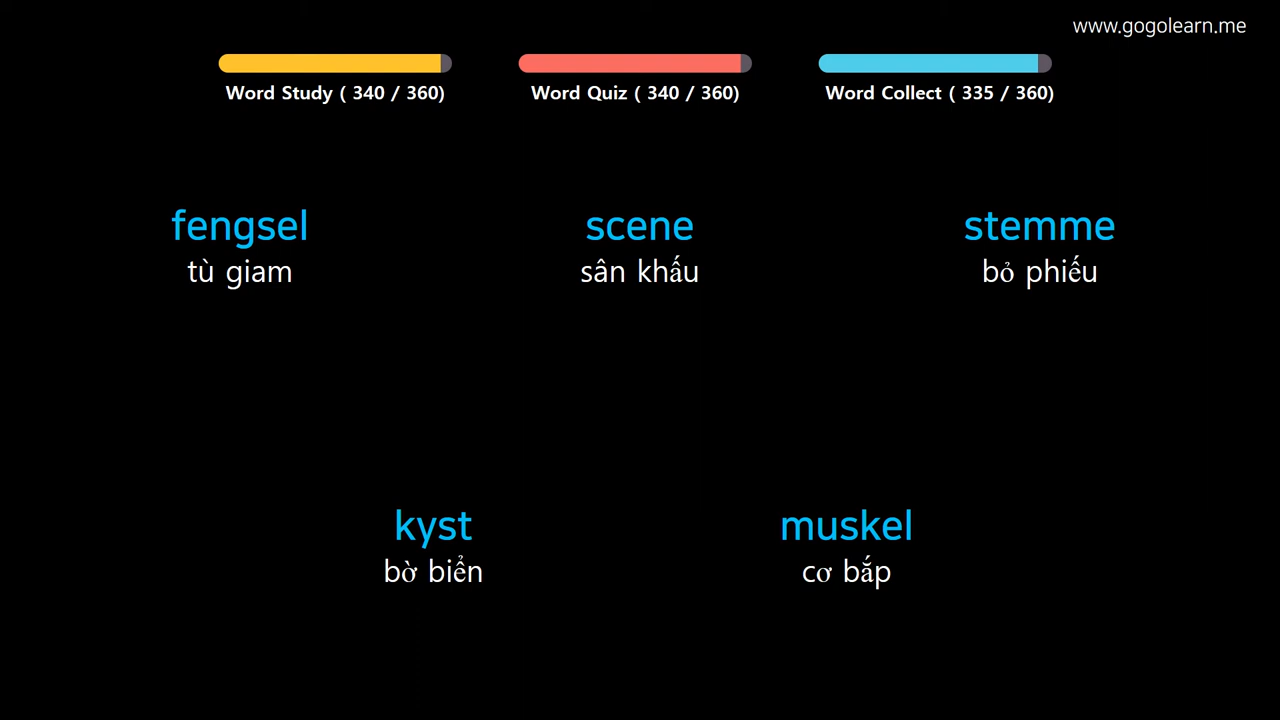 www.gogolearn.me
Word Study ( 340 / 360)
Word Quiz ( 340 / 360)
Word Collect ( 335 / 360)
fengsel
tù giam
scene
sân khấu
stemme
bỏ phiếu
kyst
bờ biển
muskel
cơ bắp